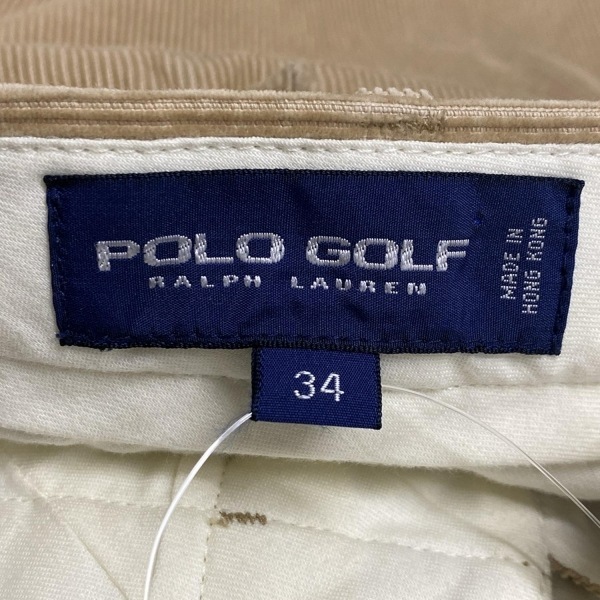 POLO GOLF
RALPH LAUREN
MADE IN
HONG KONG
34